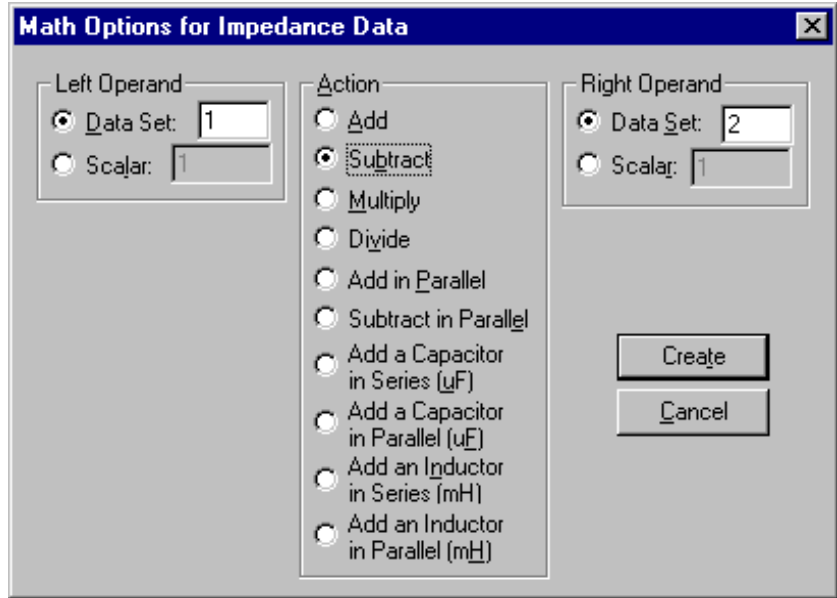 Math Options for Impedance Data
Left Operand
Data Set: 1
Scalar: 1
Action
Add
Subtract
Multiply
Divide
Add in Parallel
Subtract in Parallel
Add a Capacitor
in Series (uF)
Add a Capacitor
in Parallel (uF)
Add an Inductor
in Series (mH)
Add an Inductor
in Parallel (mH)
Right Operand
Data Set: 2
Scalar: 1
Create
Cancel